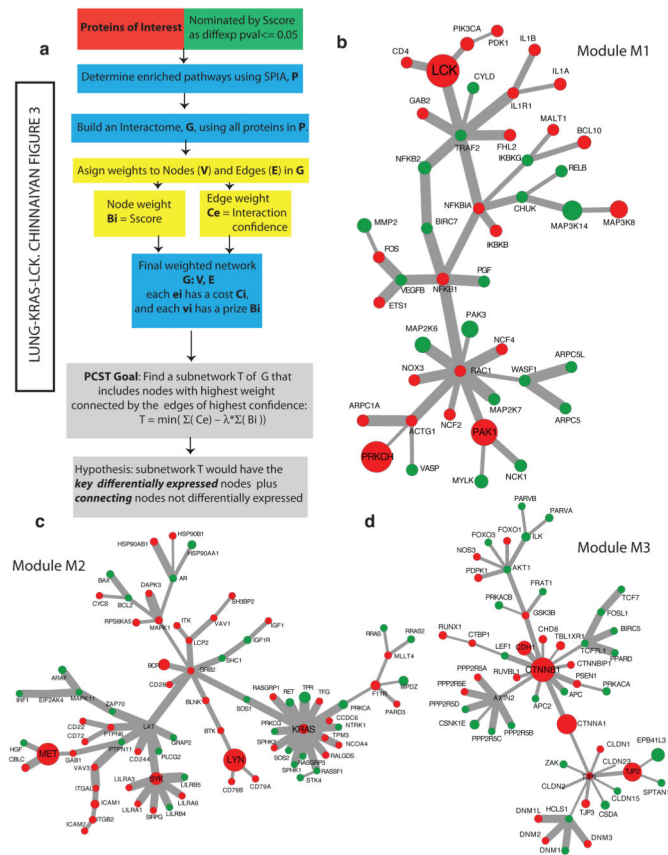 LUNG-KRAS-LCK. CHINNAIYAN FIGURE 3
a
Proteins of Interest
Nominated by Sscore
as diffexp pval<= 0.05
Determine enriched pathways using SPIA, P
Build an Interactome, G, using all proteins in P.
Asign weights to Nodes (V) and Edges (E) in G
Node weight
Bi = Sscore
Edge weight
Ce = Interaction
confidence
Final weighted network
G: V, E
each ei has a cost Ci,
and each vi has a prize Bi
PCST Goal: Find a subnetwork T of G that
includes nodes with highest weight
connected by the edges of highest confidence:
T = min( Σ( Ce) – λ*Σ( Bi ))
Hypothesis: subnetwork T would have the
key differentially expressed nodes plus
connecting nodes not differentially expressed
b
Module M1
PIK3CA
PDK1
CD4
LCK
IL1B
IL1A
CYLD
IL1R1
GAB2
TRAF2
FHL2
MALT1
BCL10
IKBKG
NFKB2
RELB
NFKBIA
CHUK
MMP2
BIRC7
MAP3K14
MAP3K8
IKBKB
FOS
VEGFB
NFKB1
PGF
ETS1
PAK3
MAP2K6
NCF4
RAC1
ARPC5L
NOX3
WASF1
MAP2K7
ARPC5
ARPC1A
ACTG1
NCF2
PAK1
PRKCH
VASP
MYLK
NCK1
c
Module M2
HSP90B1
HSP90AB1
HSP90AA1
BAX
DAPK3
AR
CYCS
BCL2
SH3BP2
RPS6KA5
MAPK1
ITK
VAV1
LCP2
IGF1
IGF1R
GRB2
SHC1
ARAF
CD28
IRF1
EIF2AK4
MAPK11
ZAP70
BLNK
SOS1
LAT
CD22
PTPN6
CD72
PTPN11
GRAP2
BTK
HGF
MET
CBLC
GAB1
CD244
PLCG2
VAV3
LYN
ITGAL
LILRA3
SYK
LILRB5
CD79B
CD79A
ICAM1
ITGB2
LILRA1
LILRA6
LILRB4
SIRPG
ICAM2
RRAS
RRAS2
MLLT4
RASGRP1
RET
TPR
TFG
F11R
MPDZ
PRKCA
CCDC6
PARD3
PRKCG
KRAS
NTRK1
SPHK2
TPM3
NCOA4
SOS2
RALGDS
RASGRP3
SPHK1
RASSF1
STK4
d
Module M3
PARVB
PARVA
FOXO3
FOXO1
ILK
NOS3
AKT1
PDPK1
FRAT1
PRKACB
GSK3B
TCF7
FOSL1
RUNX1
CTBP1
CHD8
TBL1XR1
BIRC5
LEF1
CDH1
TCF7L1
PPARD
CTNNB1
CTNNBIP1
PPP2R5A
RUVBL1
PSEN1
PPP2R5E
AXIN2
APC
PRKACA
PPP2R5D
APC2
CSNK1E
PPP2R5B
PPP2R5C
CTNNA1
EPB41L3
CLDN1
CLDN23
ZAK
TJP2
TJP1
SPTAN1
CLDN2
CLDN15
TJP3
CSDA
DNM1L
HCLS1
DNM2
DNM3
DNM1